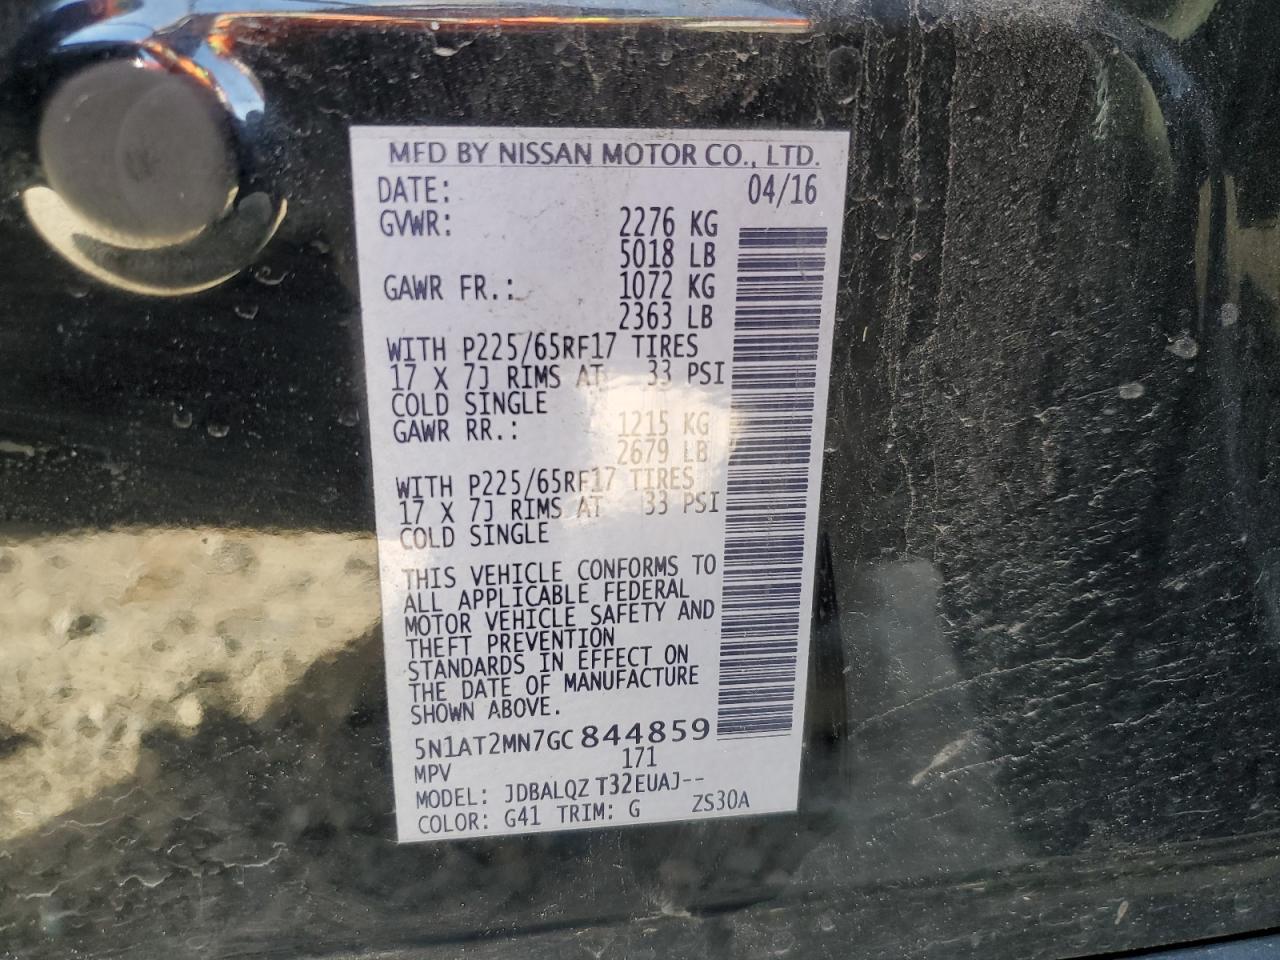 MFD BY NISSAN MOTOR CO., LTD.
DATE: 04/16
GVWR: 2276 KG
5018 LB
GAWR FR.: 1072 KG
2363 LB
WITH P225/65RF17 TIRES
17 X 7J RIMS AT 33 PSI
COLD SINGLE
GAWR RR.: 1215 KG
2679 LB
WITH P225/65RF17 TIRES
17 X 7J RIMS AT 33 PSI
COLD SINGLE
THIS VEHICLE CONFORMS TO
ALL APPLICABLE FEDERAL
MOTOR VEHICLE SAFETY AND
THEFT PREVENTION
STANDARDS IN EFFECT ON
THE DATE OF MANUFACTURE
SHOWN ABOVE.
5N1AT2MN7GC844859
MPV 171
MODEL: JDBALQZ T32EUAJ--
COLOR: G41 TRIM: G ZS30A